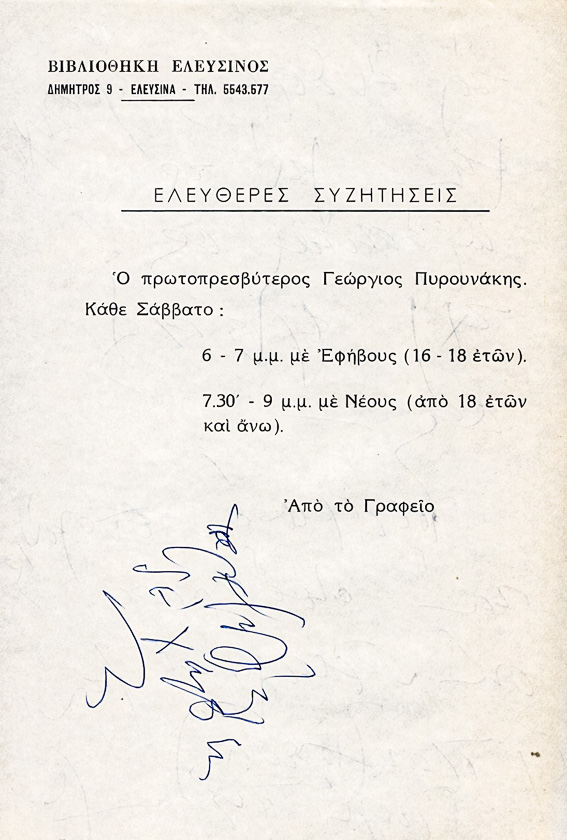 ΒΙΒΛΙΟΘΗΚΗ ΕΛΕΥΣΙΝΟΣ
ΔΗΜΗΤΡΟΣ 9 - ΕΛΕΥΣΙΝΑ - ΤΗΛ. 5543.577
ΕΛΕΥΘΕΡΕΣ ΣΥΖΗΤΗΣΕΙΣ
Ὁ πρωτοπρεσβύτερος Γεώργιος Πυρουνάκης.
Κάθε Σάββατο :
6 - 7 μ.μ. μὲ Ἐφήβους (16 - 18 ἐτῶν).
7.30΄ - 9 μ.μ. μὲ Νέους (ἀπὸ 18 ἐτῶν
καὶ ἄνω).
Ἀπὸ τὸ Γραφεῖο